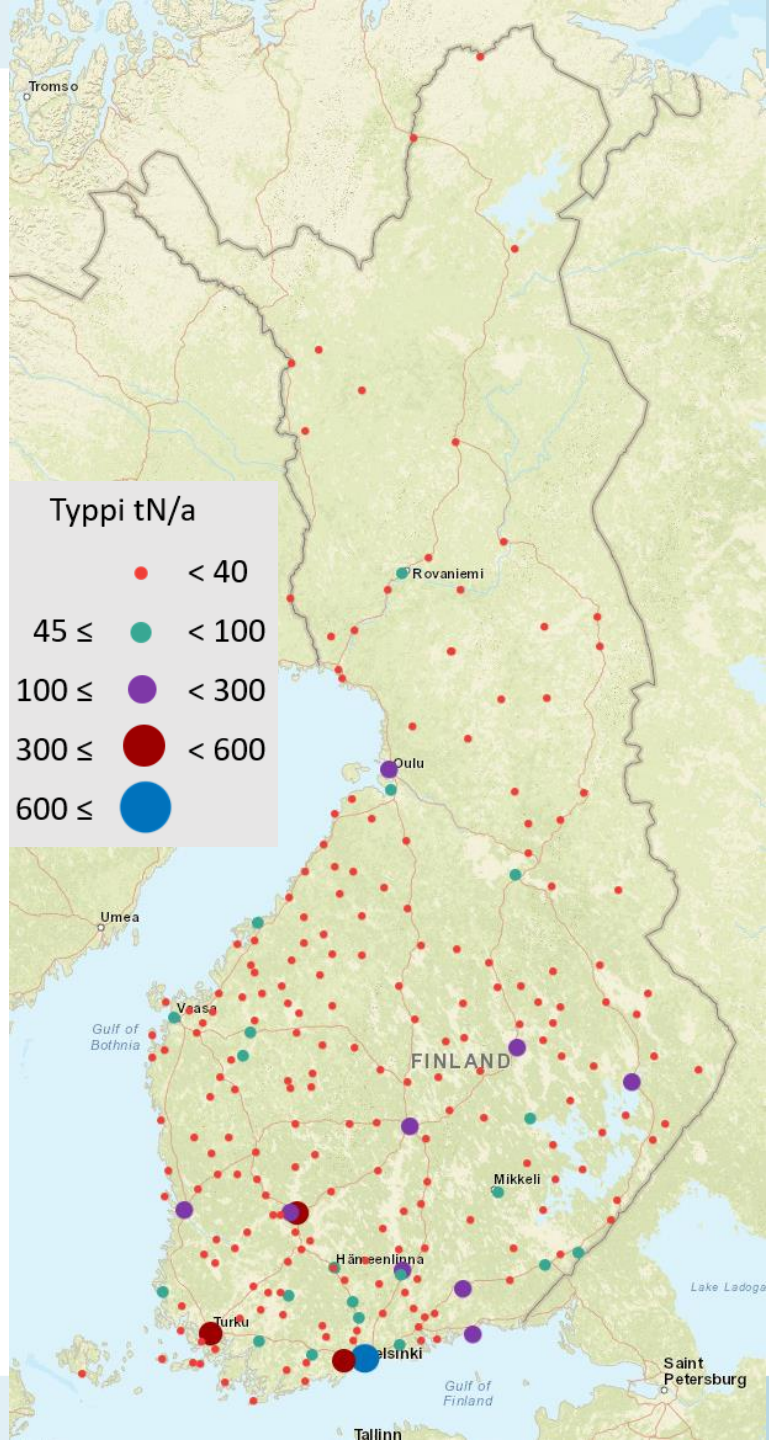 Tromso
Typpi tN/a
< 40
45 ≤ < 100
100 ≤ < 300
300 ≤ < 600
600 ≤
Rovaniemi
Oulu
Umea
Vaasa
Gulf of
Bothnia
FINLAND
Mikkeli
Hämeenlinna
Lake Ladoga
Turku
elsinki
Gulf of
Finland
Saint
Petersburg
Tallinn